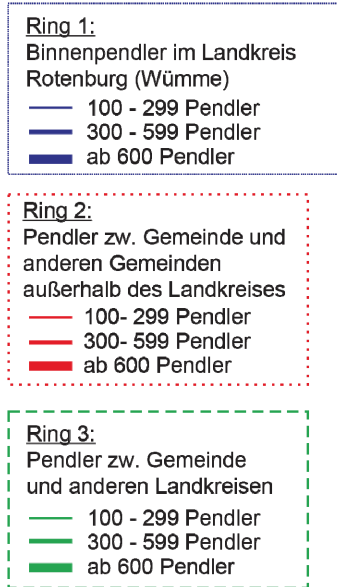 Ring 1:
Binnenpendler im Landkreis
Rotenburg (Wümme)
100 - 299 Pendler
300 - 599 Pendler
ab 600 Pendler
Ring 2:
Pendler zw. Gemeinde und
anderen Gemeinden
außerhalb des Landkreises
100- 299 Pendler
300- 599 Pendler
ab 600 Pendler
Ring 3:
Pendler zw. Gemeinde
und anderen Landkreisen
100 - 299 Pendler
300 - 599 Pendler
ab 600 Pendler